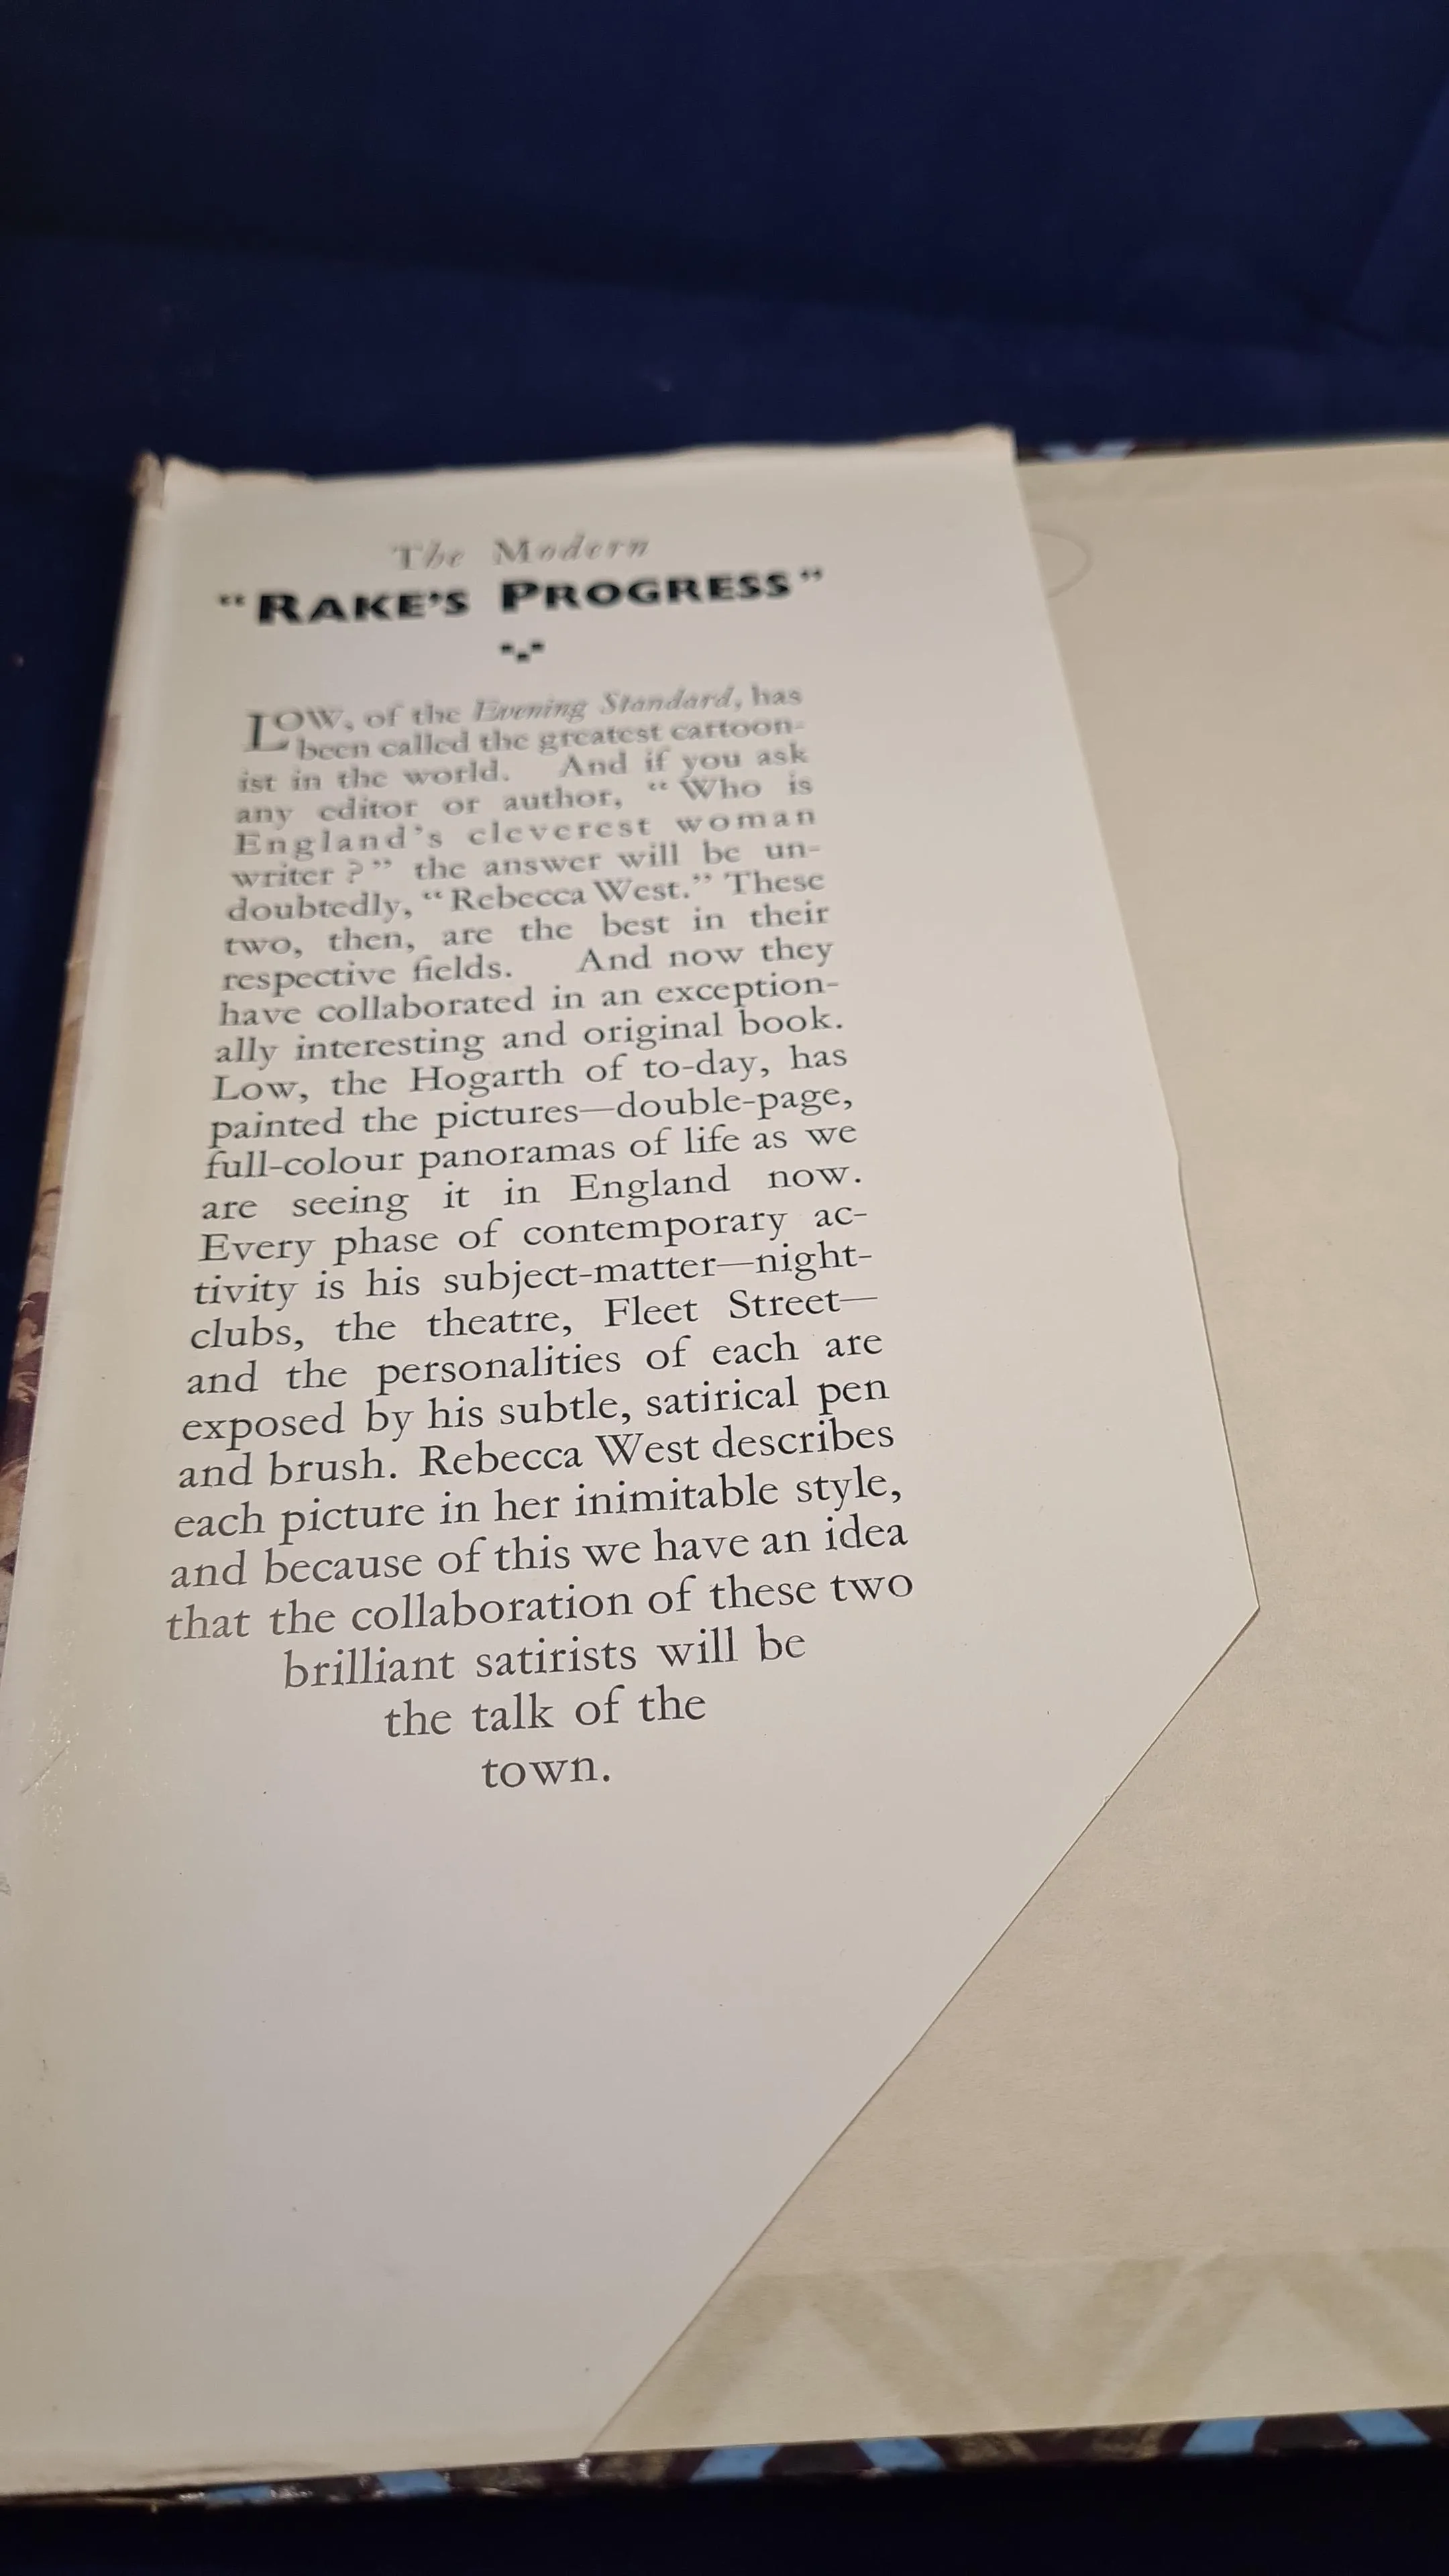 The Modern
"RAKE'S PROGRESS"
LOW, of the Evening Standard, has
been called the greatest cartoon-
ist in the world. And if you ask
any editor or author, "Who is
England's cleverest woman
writer?" the answer will be un-
doubtedly, "Rebecca West." These
two, then, are the best in their
respective fields. And now they
have collaborated in an exception-
ally interesting and original book.
Low, the Hogarth of to-day, has
painted the pictures—double-page,
full-colour panoramas of life as we
are seeing it in England now.
Every phase of contemporary ac-
tivity is his subject-matter—night-
clubs, the theatre, Fleet Street—
and the personalities of each are
exposed by his subtle, satirical pen
and brush. Rebecca West describes
each picture in her inimitable style,
and because of this we have an idea
that the collaboration of these two
brilliant satirists will be
the talk of the
town.